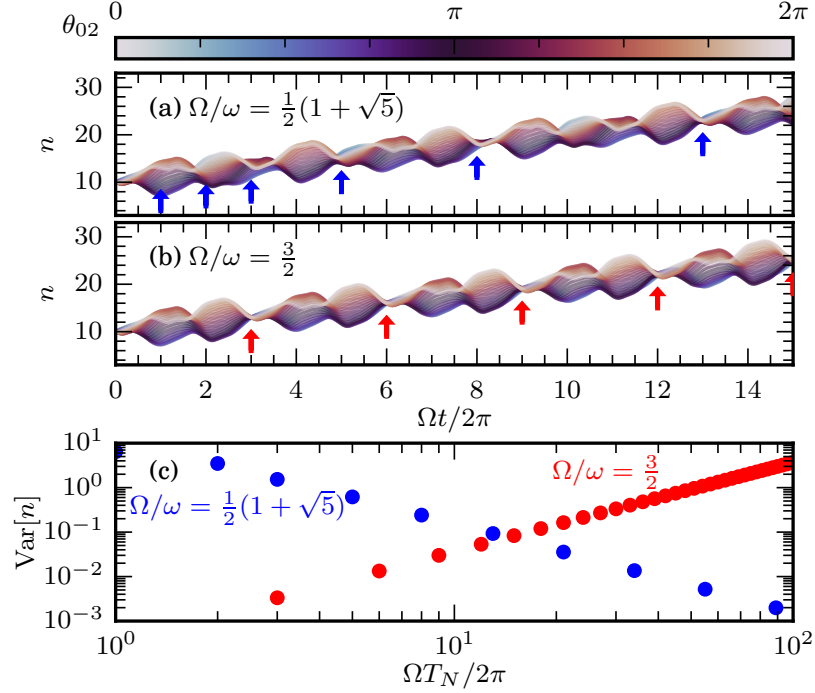 θ₀₂ 0 π 2π
(a) Ω/ω = ½(1 + √5)
n
30
20
10
(b) Ω/ω = 3/2
n
30
20
10
0 2 4 6 8 10 12 14
Ωt/2π
(c)
Ω/ω = 3/2
Ω/ω = ½(1 + √5)
Var[n]
10¹
10⁰
10⁻¹
10⁻²
10⁻³
10⁰ 10¹ 10²
ΩT_N/2π